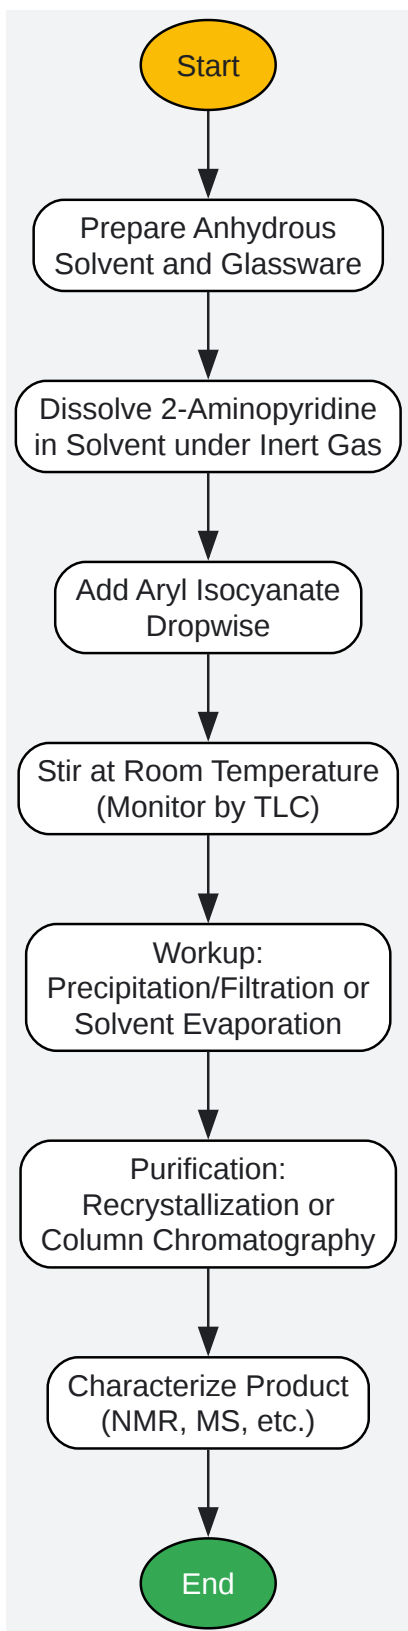 Start
Prepare Anhydrous
Solvent and Glassware
Dissolve 2-Aminopyridine
in Solvent under Inert Gas
Add Aryl Isocyanate
Dropwise
Stir at Room Temperature
(Monitor by TLC)
Workup:
Precipitation/Filtration or
Solvent Evaporation
Purification:
Recrystallization or
Column Chromatography
Characterize Product
(NMR, MS, etc.)
End